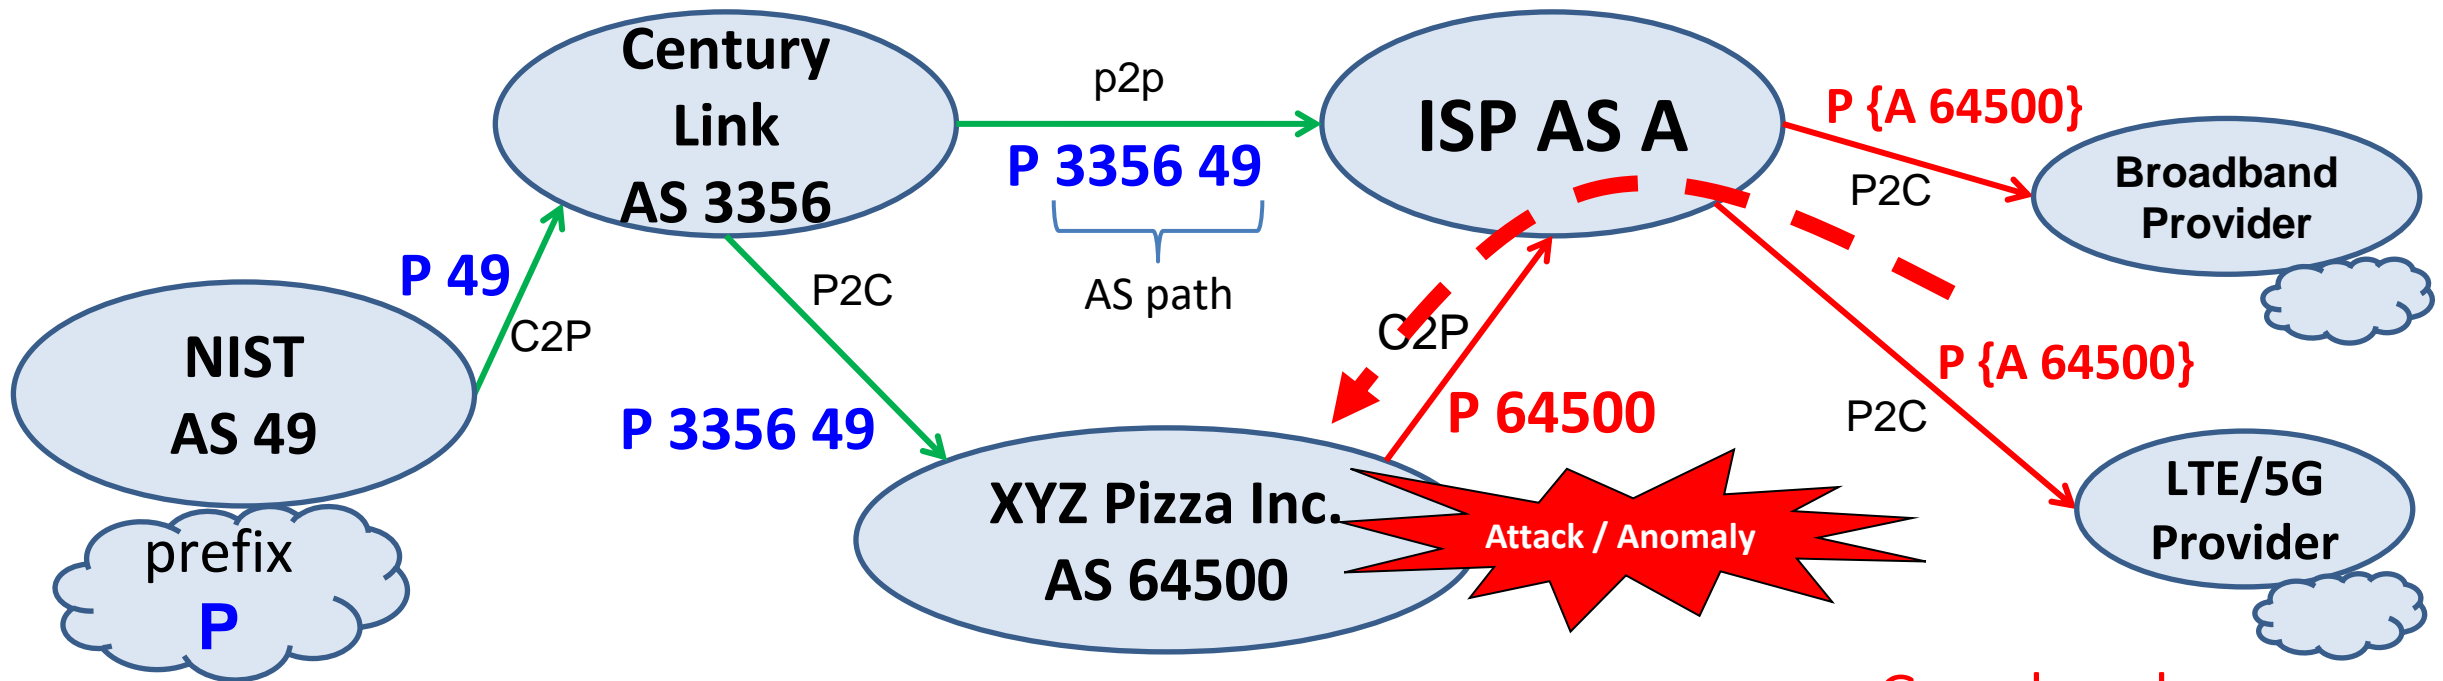 Century
Link
AS 3356
p2p
P 3356 49
AS path
ISP AS A
P {A 64500}
P2C
Broadband
Provider
P 49
C2P
NIST
AS 49
prefix
P
P2C
P 3356 49
C2P
P 64500
XYZ Pizza Inc.
AS 64500
Attack / Anomaly
P {A 64500}
P2C
LTE/5G
Provider